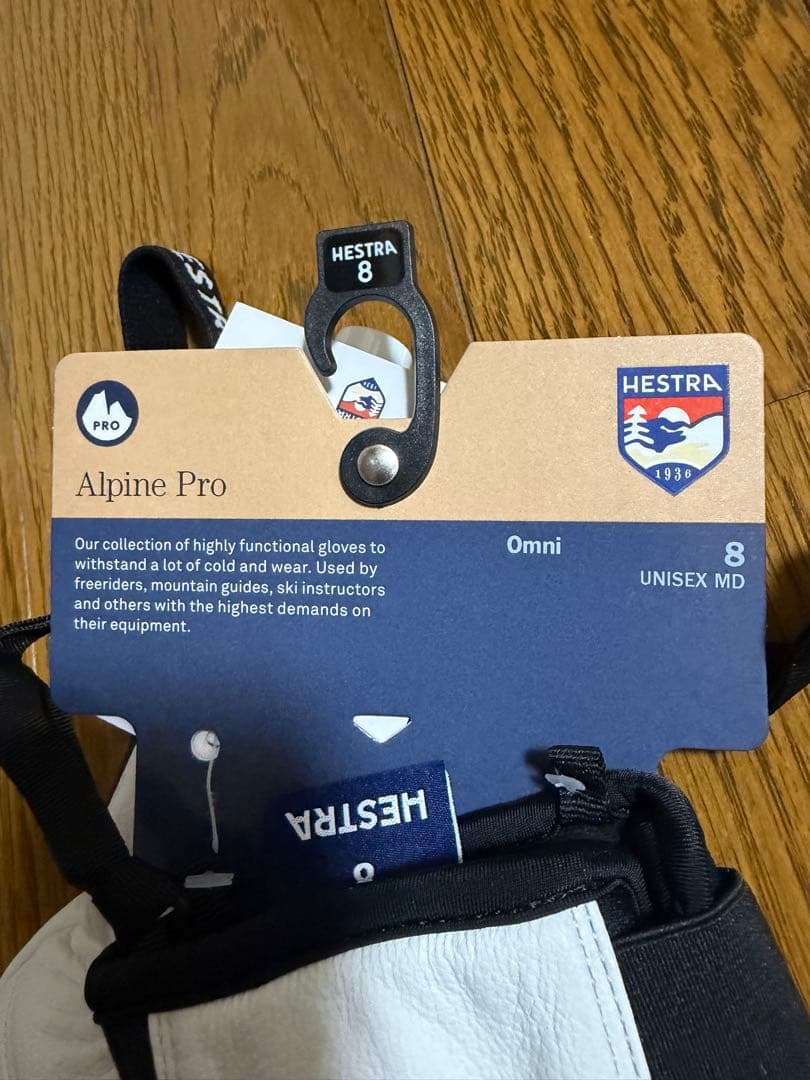 HESTRA
8
PRO
HESTRA
1936
Alpine Pro
Our collection of highly functional gloves to
withstand a lot of cold and wear. Used by
freeriders, mountain guides, ski instructors
and others with the highest demands on
their equipment.
Omni
8
UNISEX MD
HESTRA
8